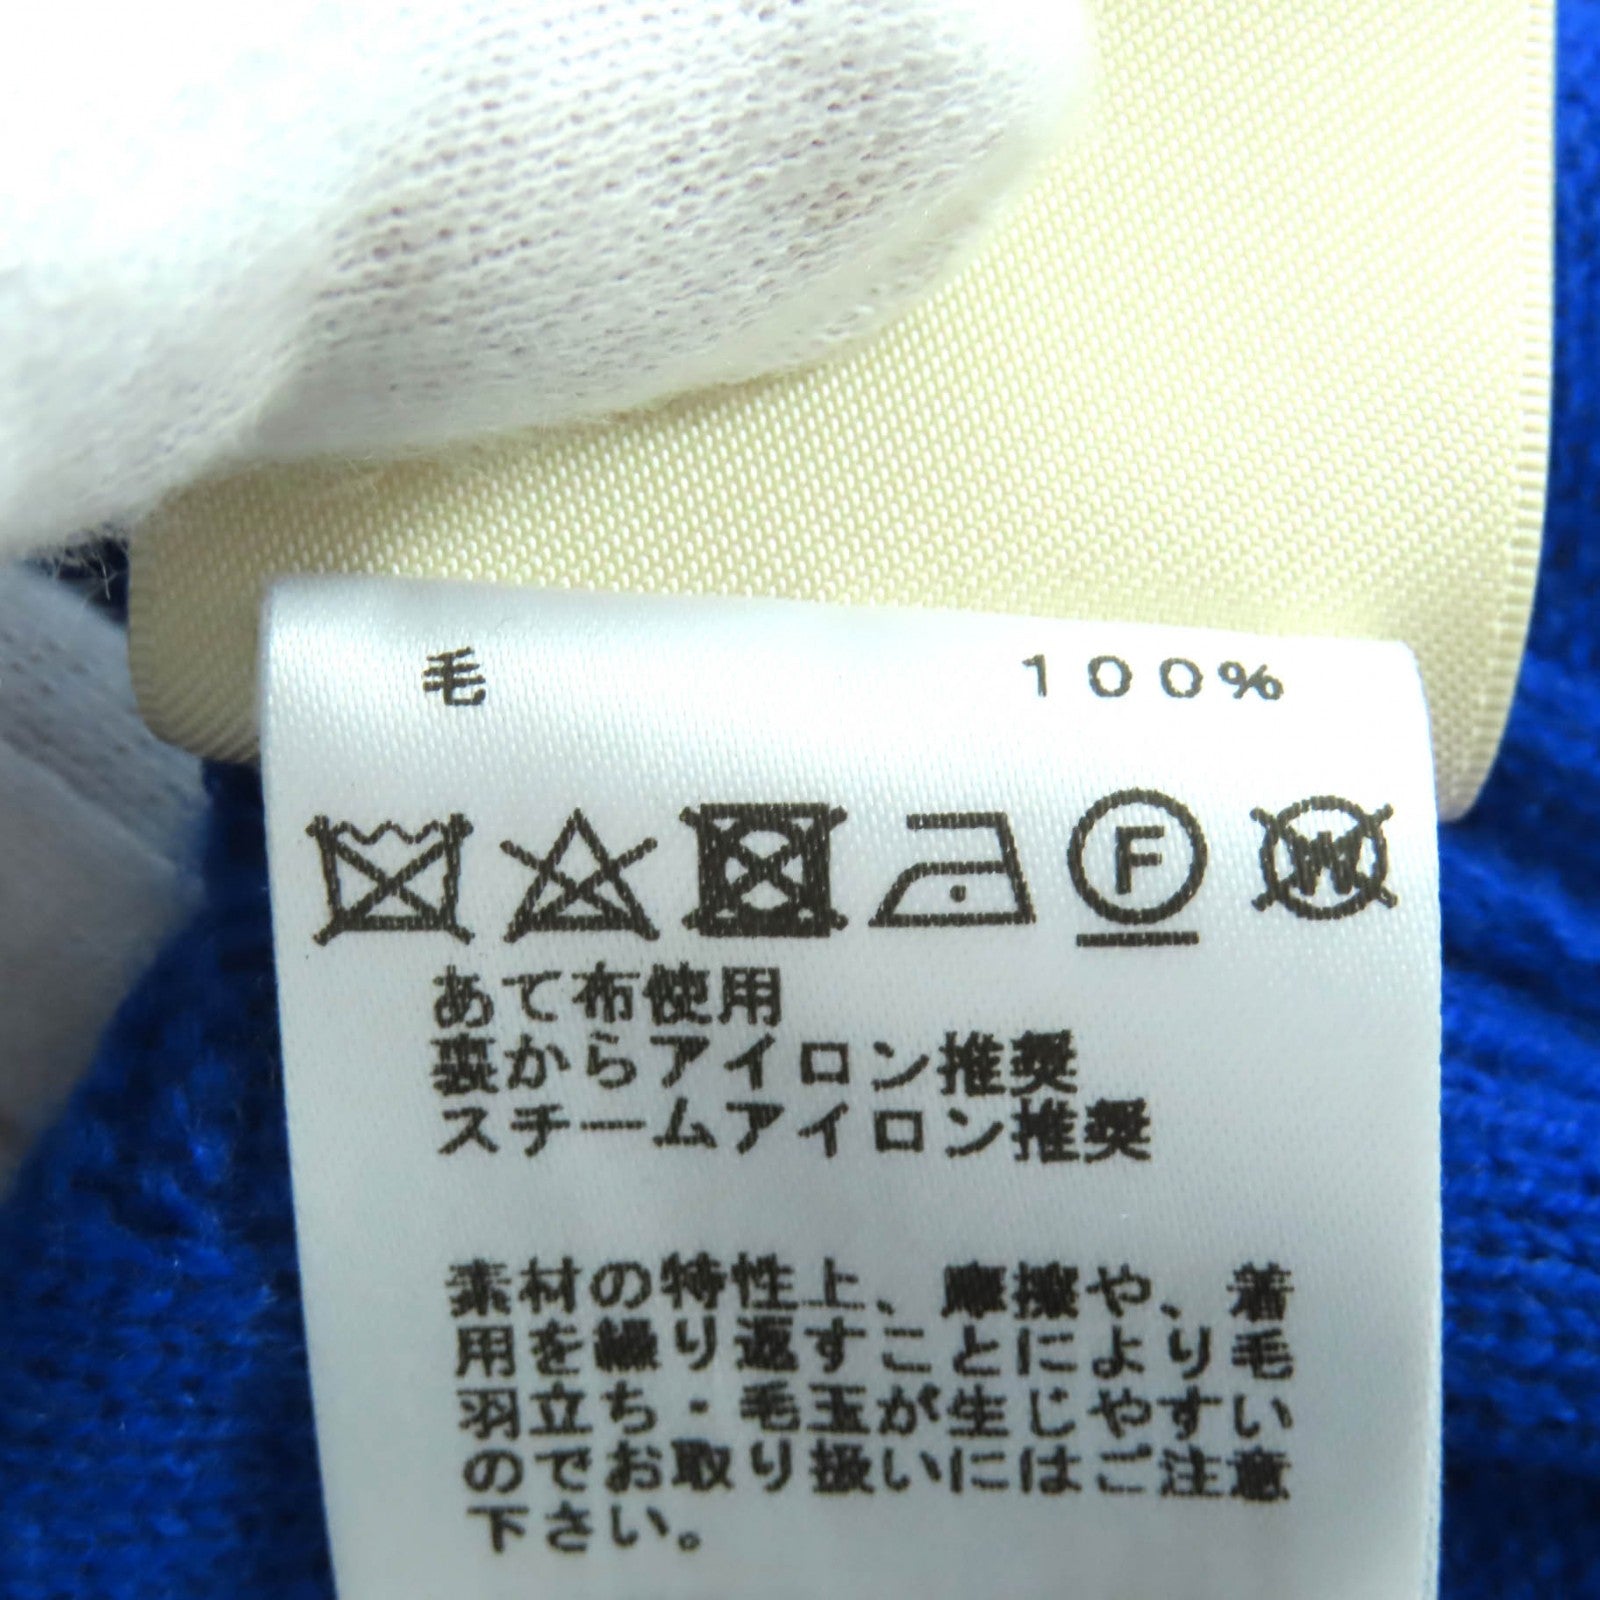 毛 100%
F W
あて布使用
裏からアイロン推奨
スチームアイロン推奨
素材の特性上、摩擦や、着
用を繰り返すことにより毛
羽立ち・毛玉が生じやすい
のでお取り扱いにはご注意
下さい。